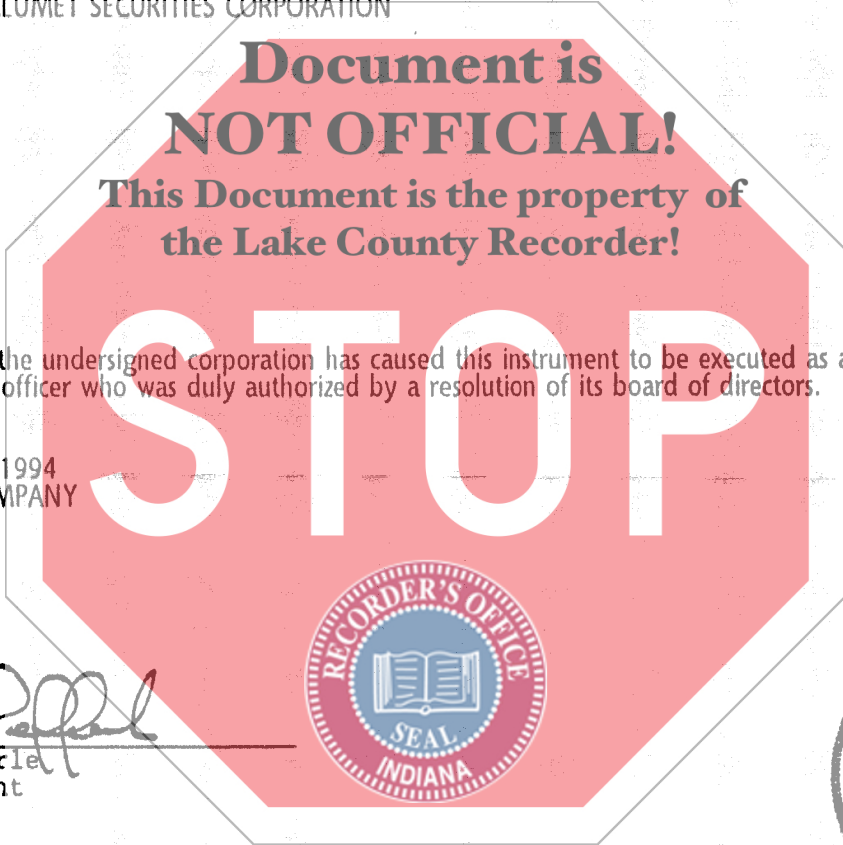 LUMET SECURITIES CORPORATION
Document is
NOT OFFICIAL!
This Document is the property of
the Lake County Recorder!
STOP
the undersigned corporation has caused this instrument to be executed as a
officer who was duly authorized by a resolution of its board of directors.
1994
MPANY
RECORDER'S OFFICE
SEAL
INDIANA
rle
nt